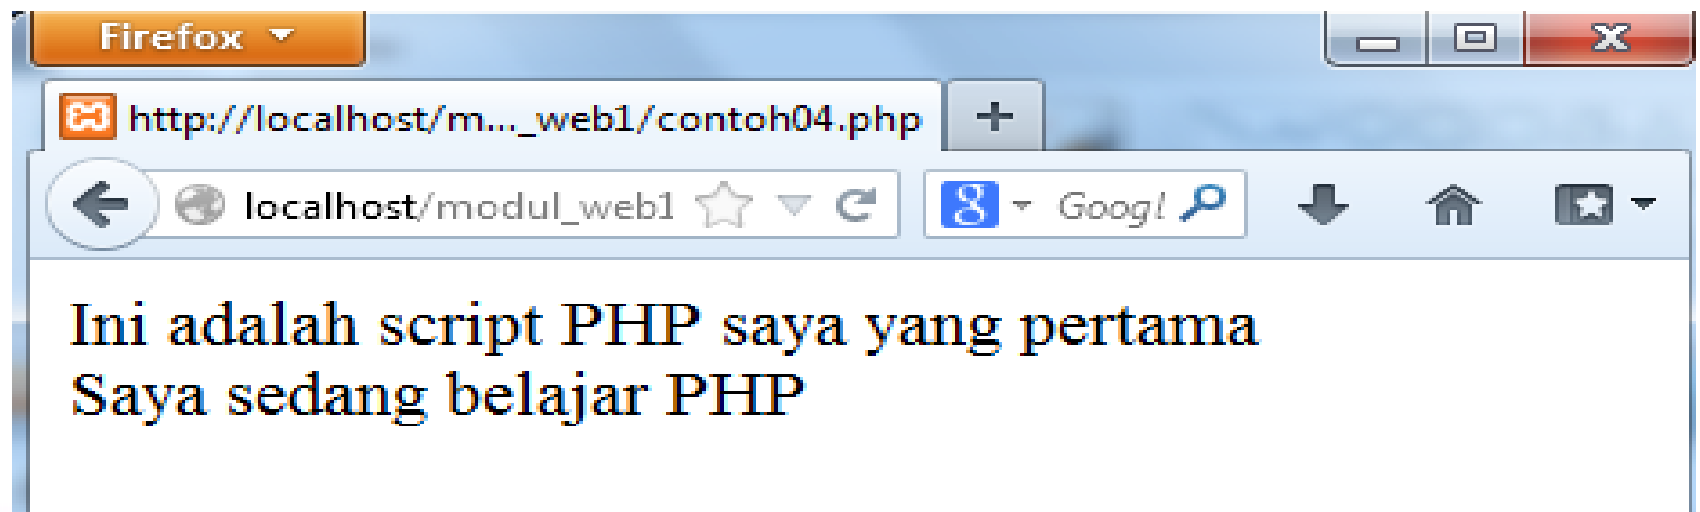 Firefox
http://localhost/m..._web1/contoh04.php
localhost/modul_web1
8 Googl
Ini adalah script PHP saya yang pertama
Saya sedang belajar PHP